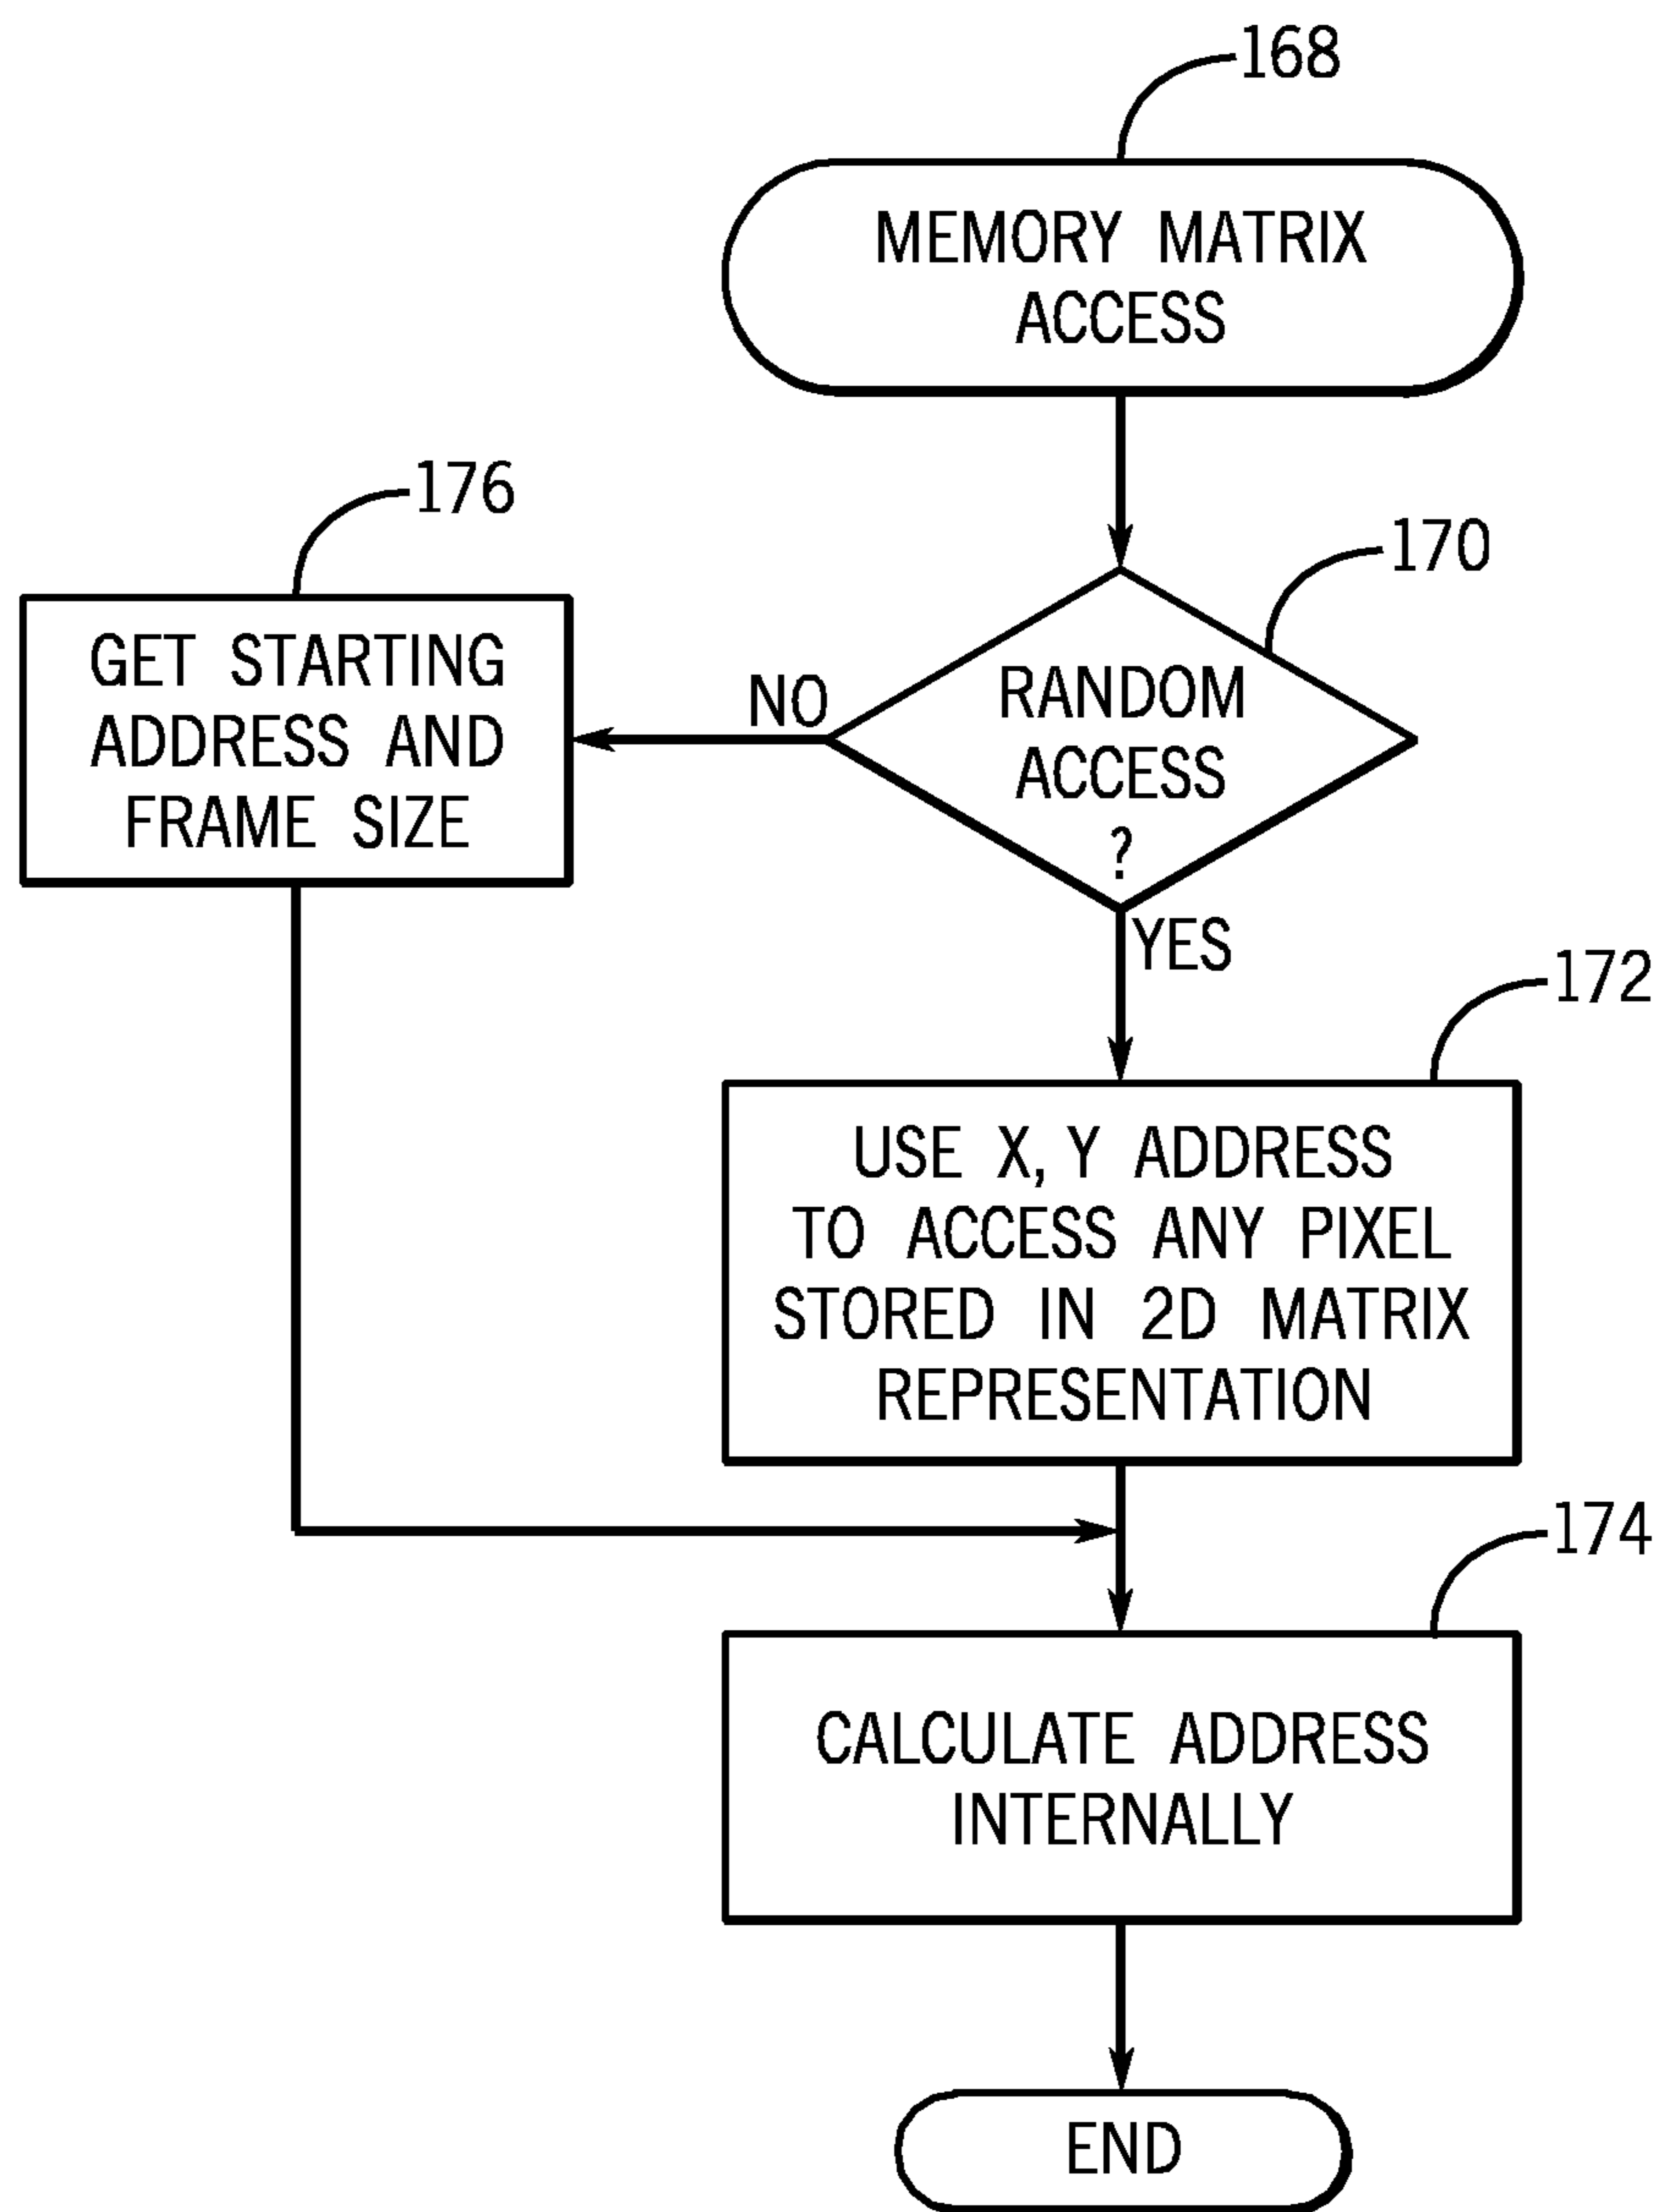 168
MEMORY MATRIX
ACCESS
176
170
GET STARTING
ADDRESS AND
FRAME SIZE
NO
RANDOM
ACCESS
?
YES
172
USE X, Y ADDRESS
TO ACCESS ANY PIXEL
STORED IN 2D MATRIX
REPRESENTATION
174
CALCULATE ADDRESS
INTERNALLY
END